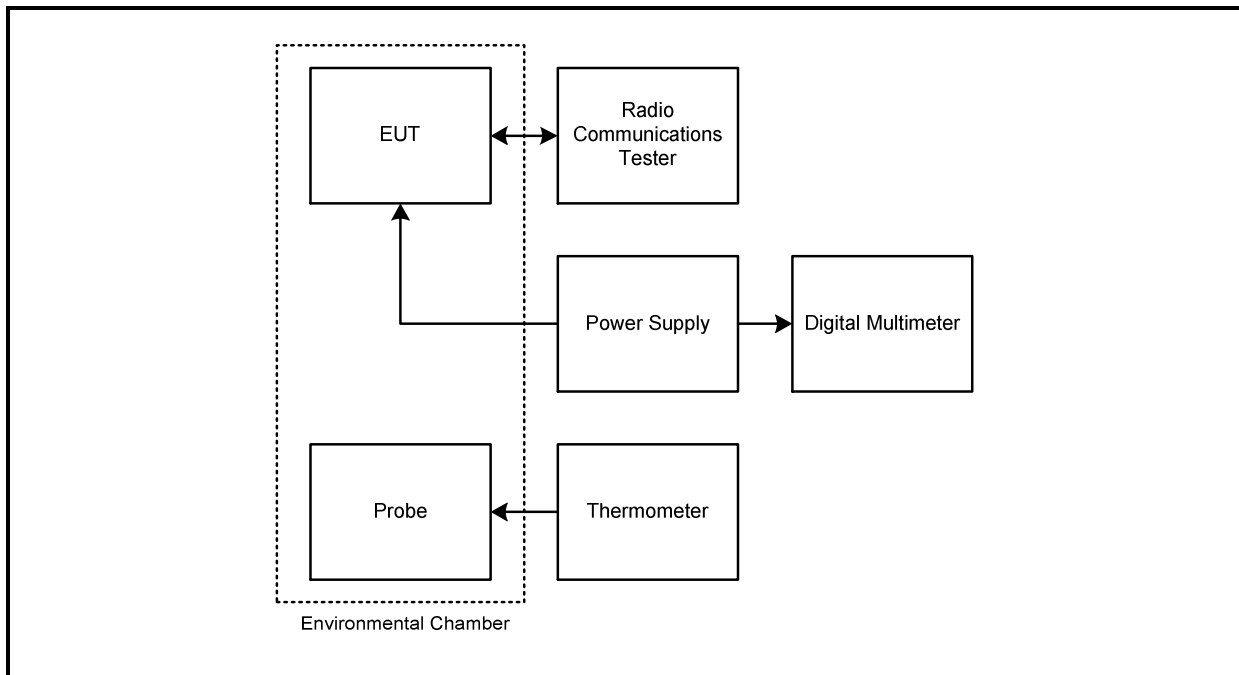 EUT
Radio
Communications
Tester
Power Supply
Digital Multimeter
Probe
Thermometer
Environmental Chamber